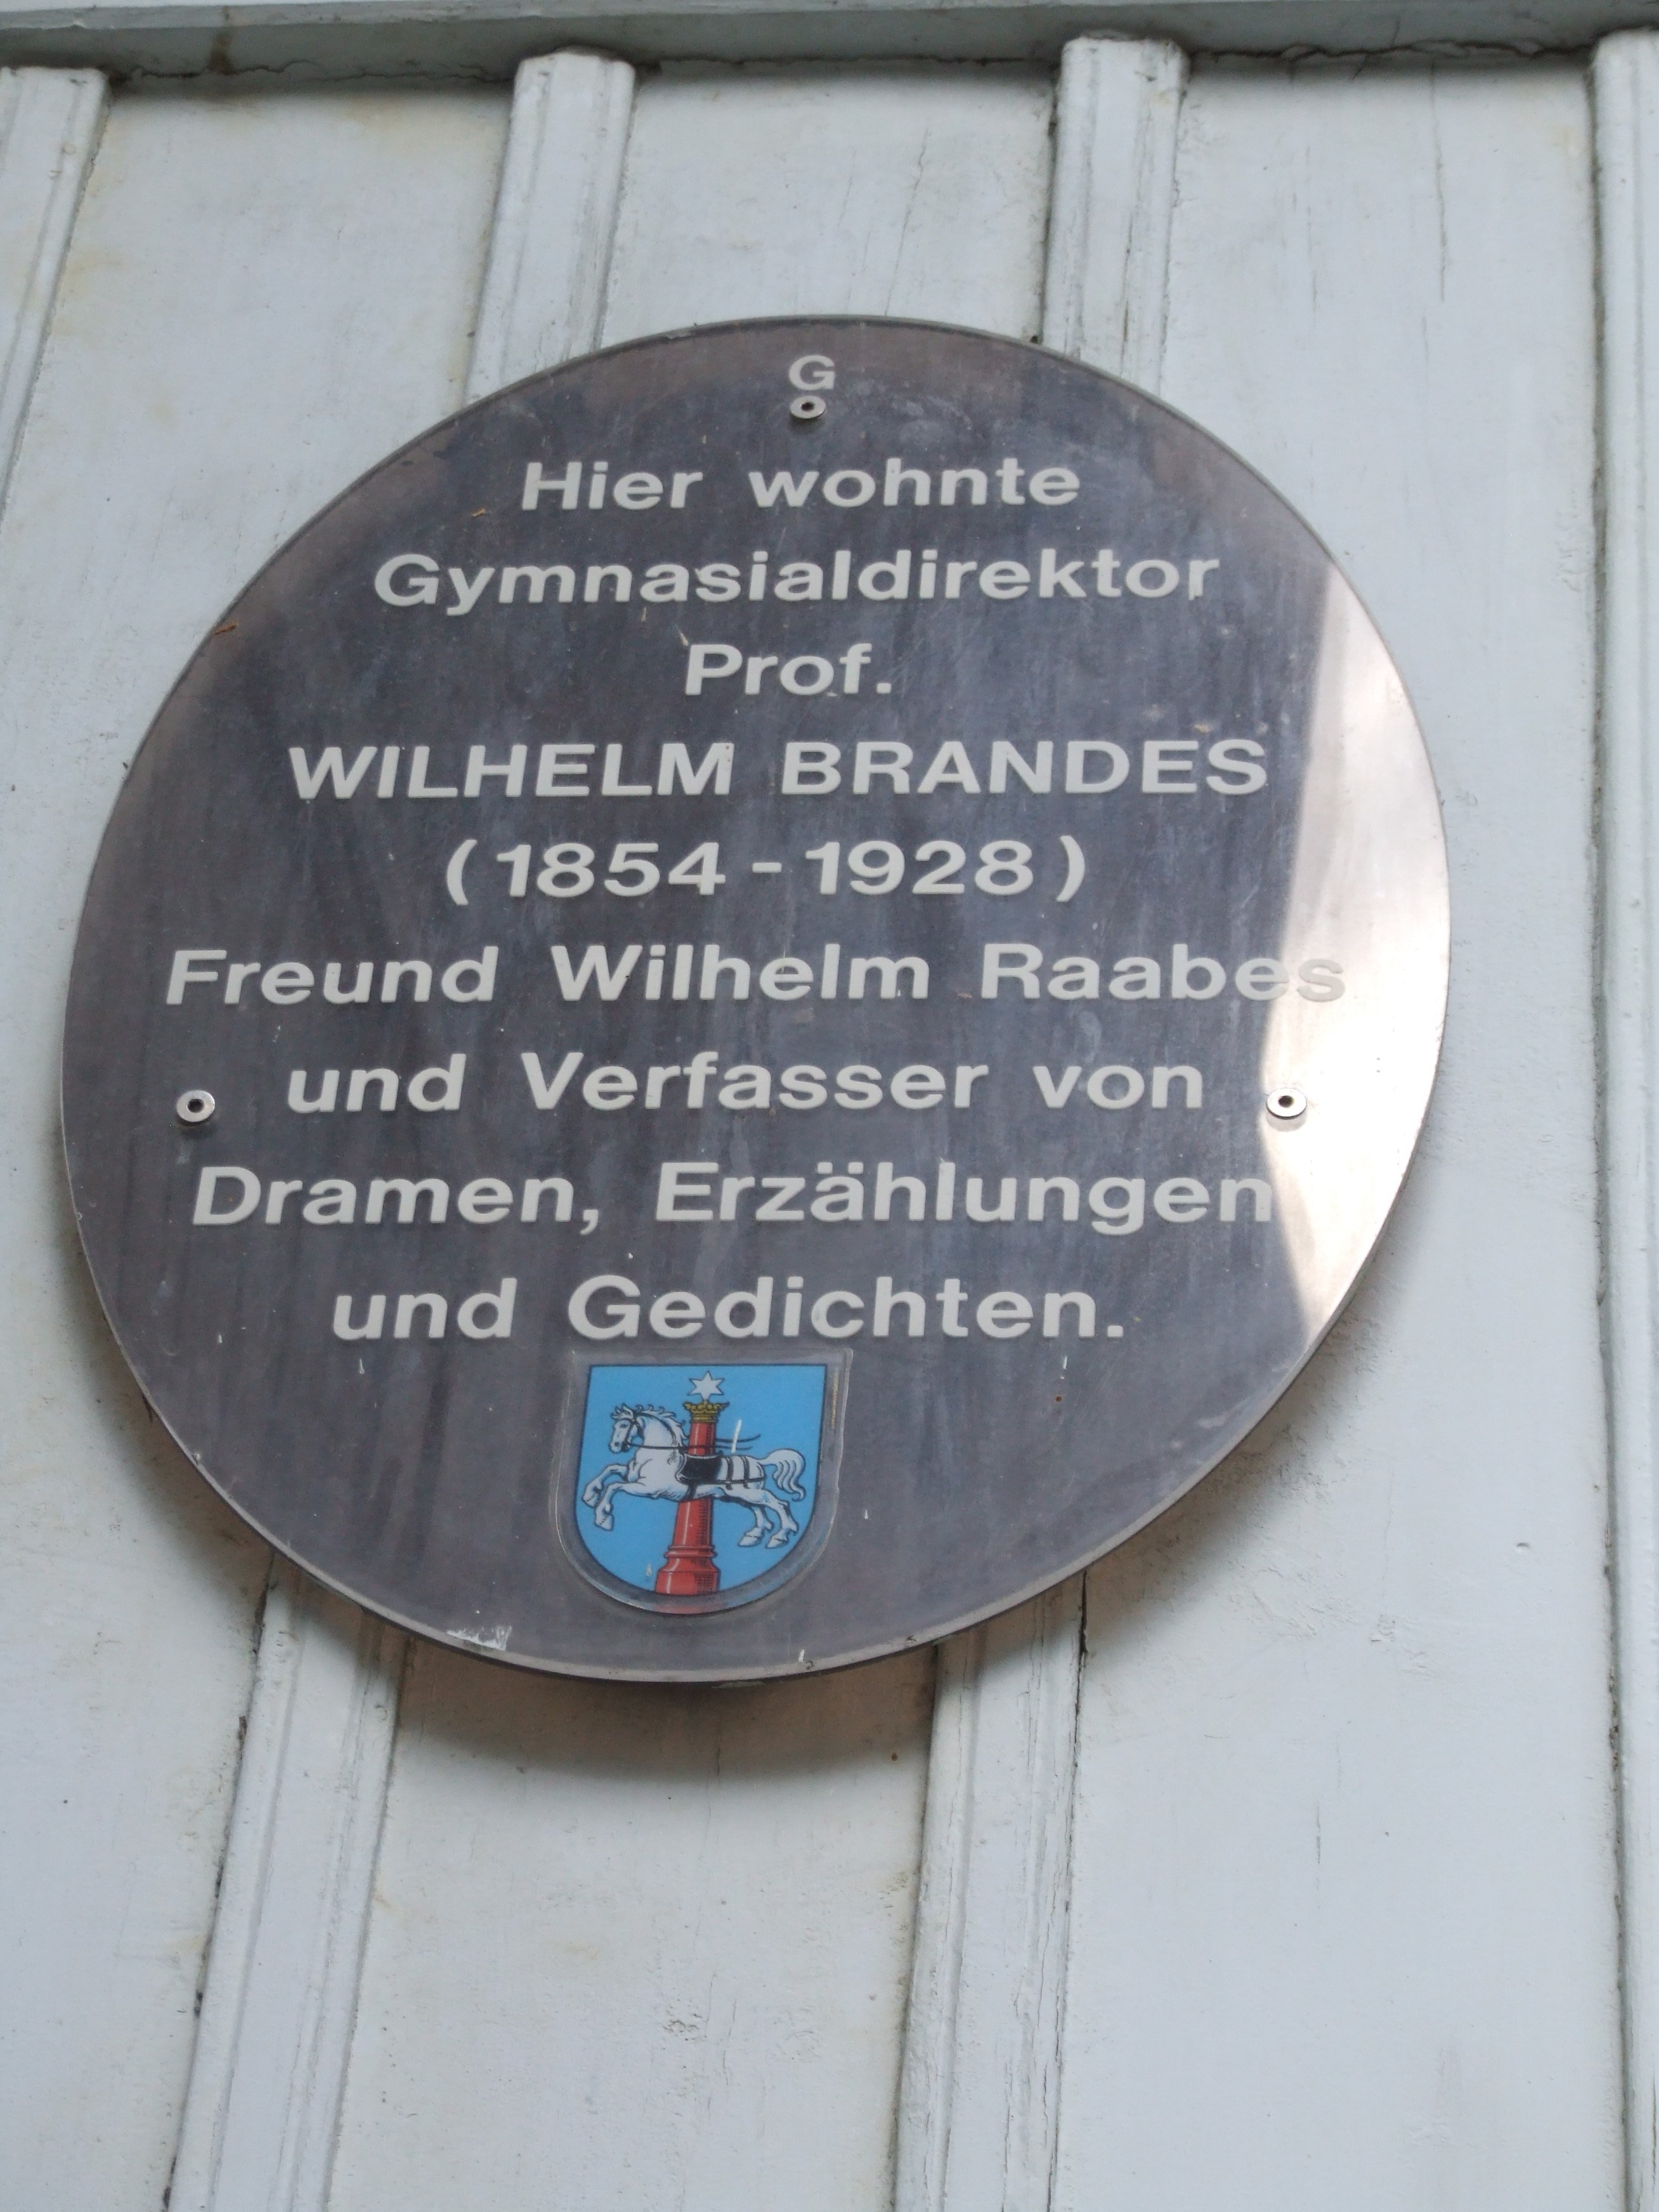 G
Hier wohnte
Gymnasialdirektor
Prof.
WILHELM BRANDES
(1854-1928)
Freund Wilhelm Raabes
und Verfasser von
Dramen, Erzählungen
und Gedichten.